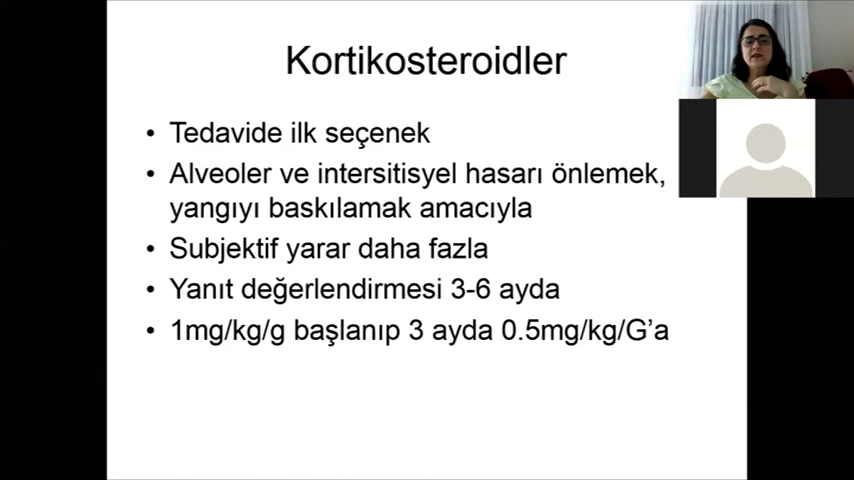 Kortikosteroidler
• Tedavide ilk seçenek
• Alveoler ve intersitisyel hasarı önlemek,
yangıyı baskılamak amacıyla
• Subjektif yarar daha fazla
• Yanıt değerlendirmesi 3-6 ayda
• 1mg/kg/g başlanıp 3 ayda 0.5mg/kg/G’a